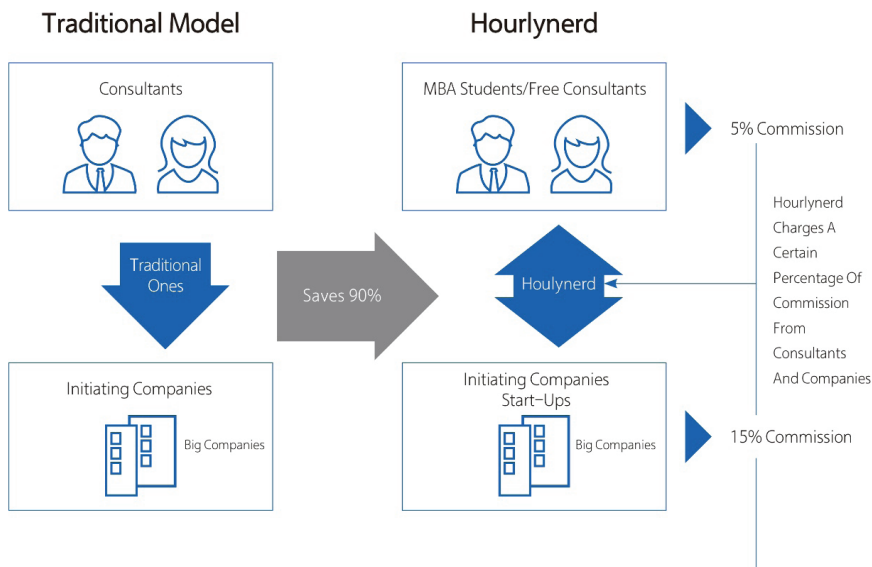 Traditional Model
Consultants
Traditional
Ones
Initiating Companies
Big Companies
Saves 90%
Hourlynerd
MBA Students/Free Consultants
Houlynerd
Initiating Companies
Start-Ups
Big Companies
5% Commission
Hourlynerd
Charges A
Certain
Percentage Of
Commission
From
Consultants
And Companies
15% Commission